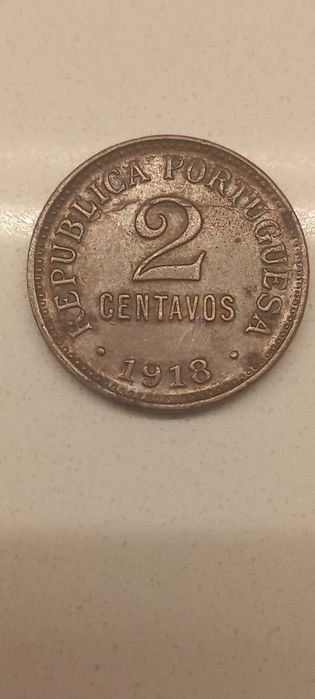 REPUBLICA PORTUGUESA
2
CENTAVOS
• 1918 •